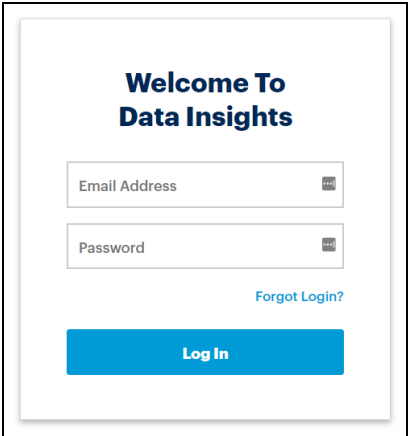 Welcome To
Data Insights
Email Address
Password
Forgot Login?
Log In